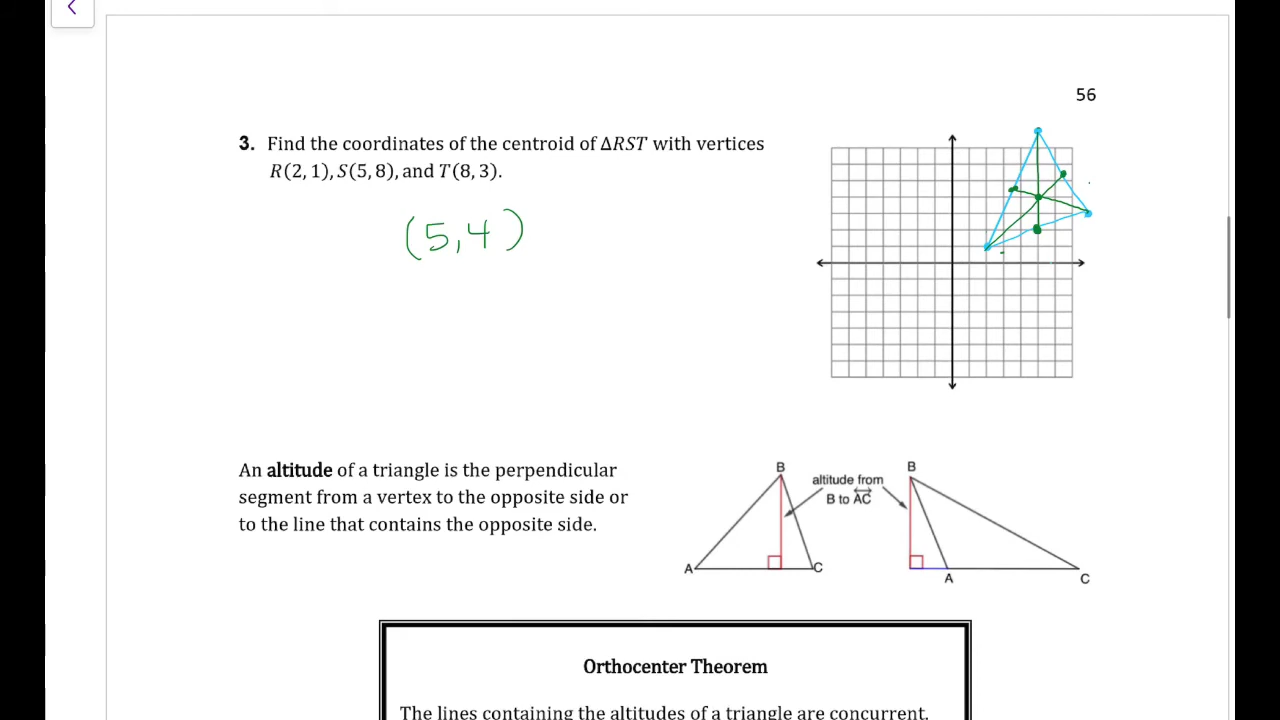 56
3. Find the coordinates of the centroid of ΔRST with vertices
R(2, 1), S(5, 8), and T(8, 3).
(5,4)
An altitude of a triangle is the perpendicular
segment from a vertex to the opposite side or
to the line that contains the opposite side.
B
altitude from
B to AC
B
A
C
A
C
Orthocenter Theorem
The lines containing the altitudes of a triangle are concurrent.